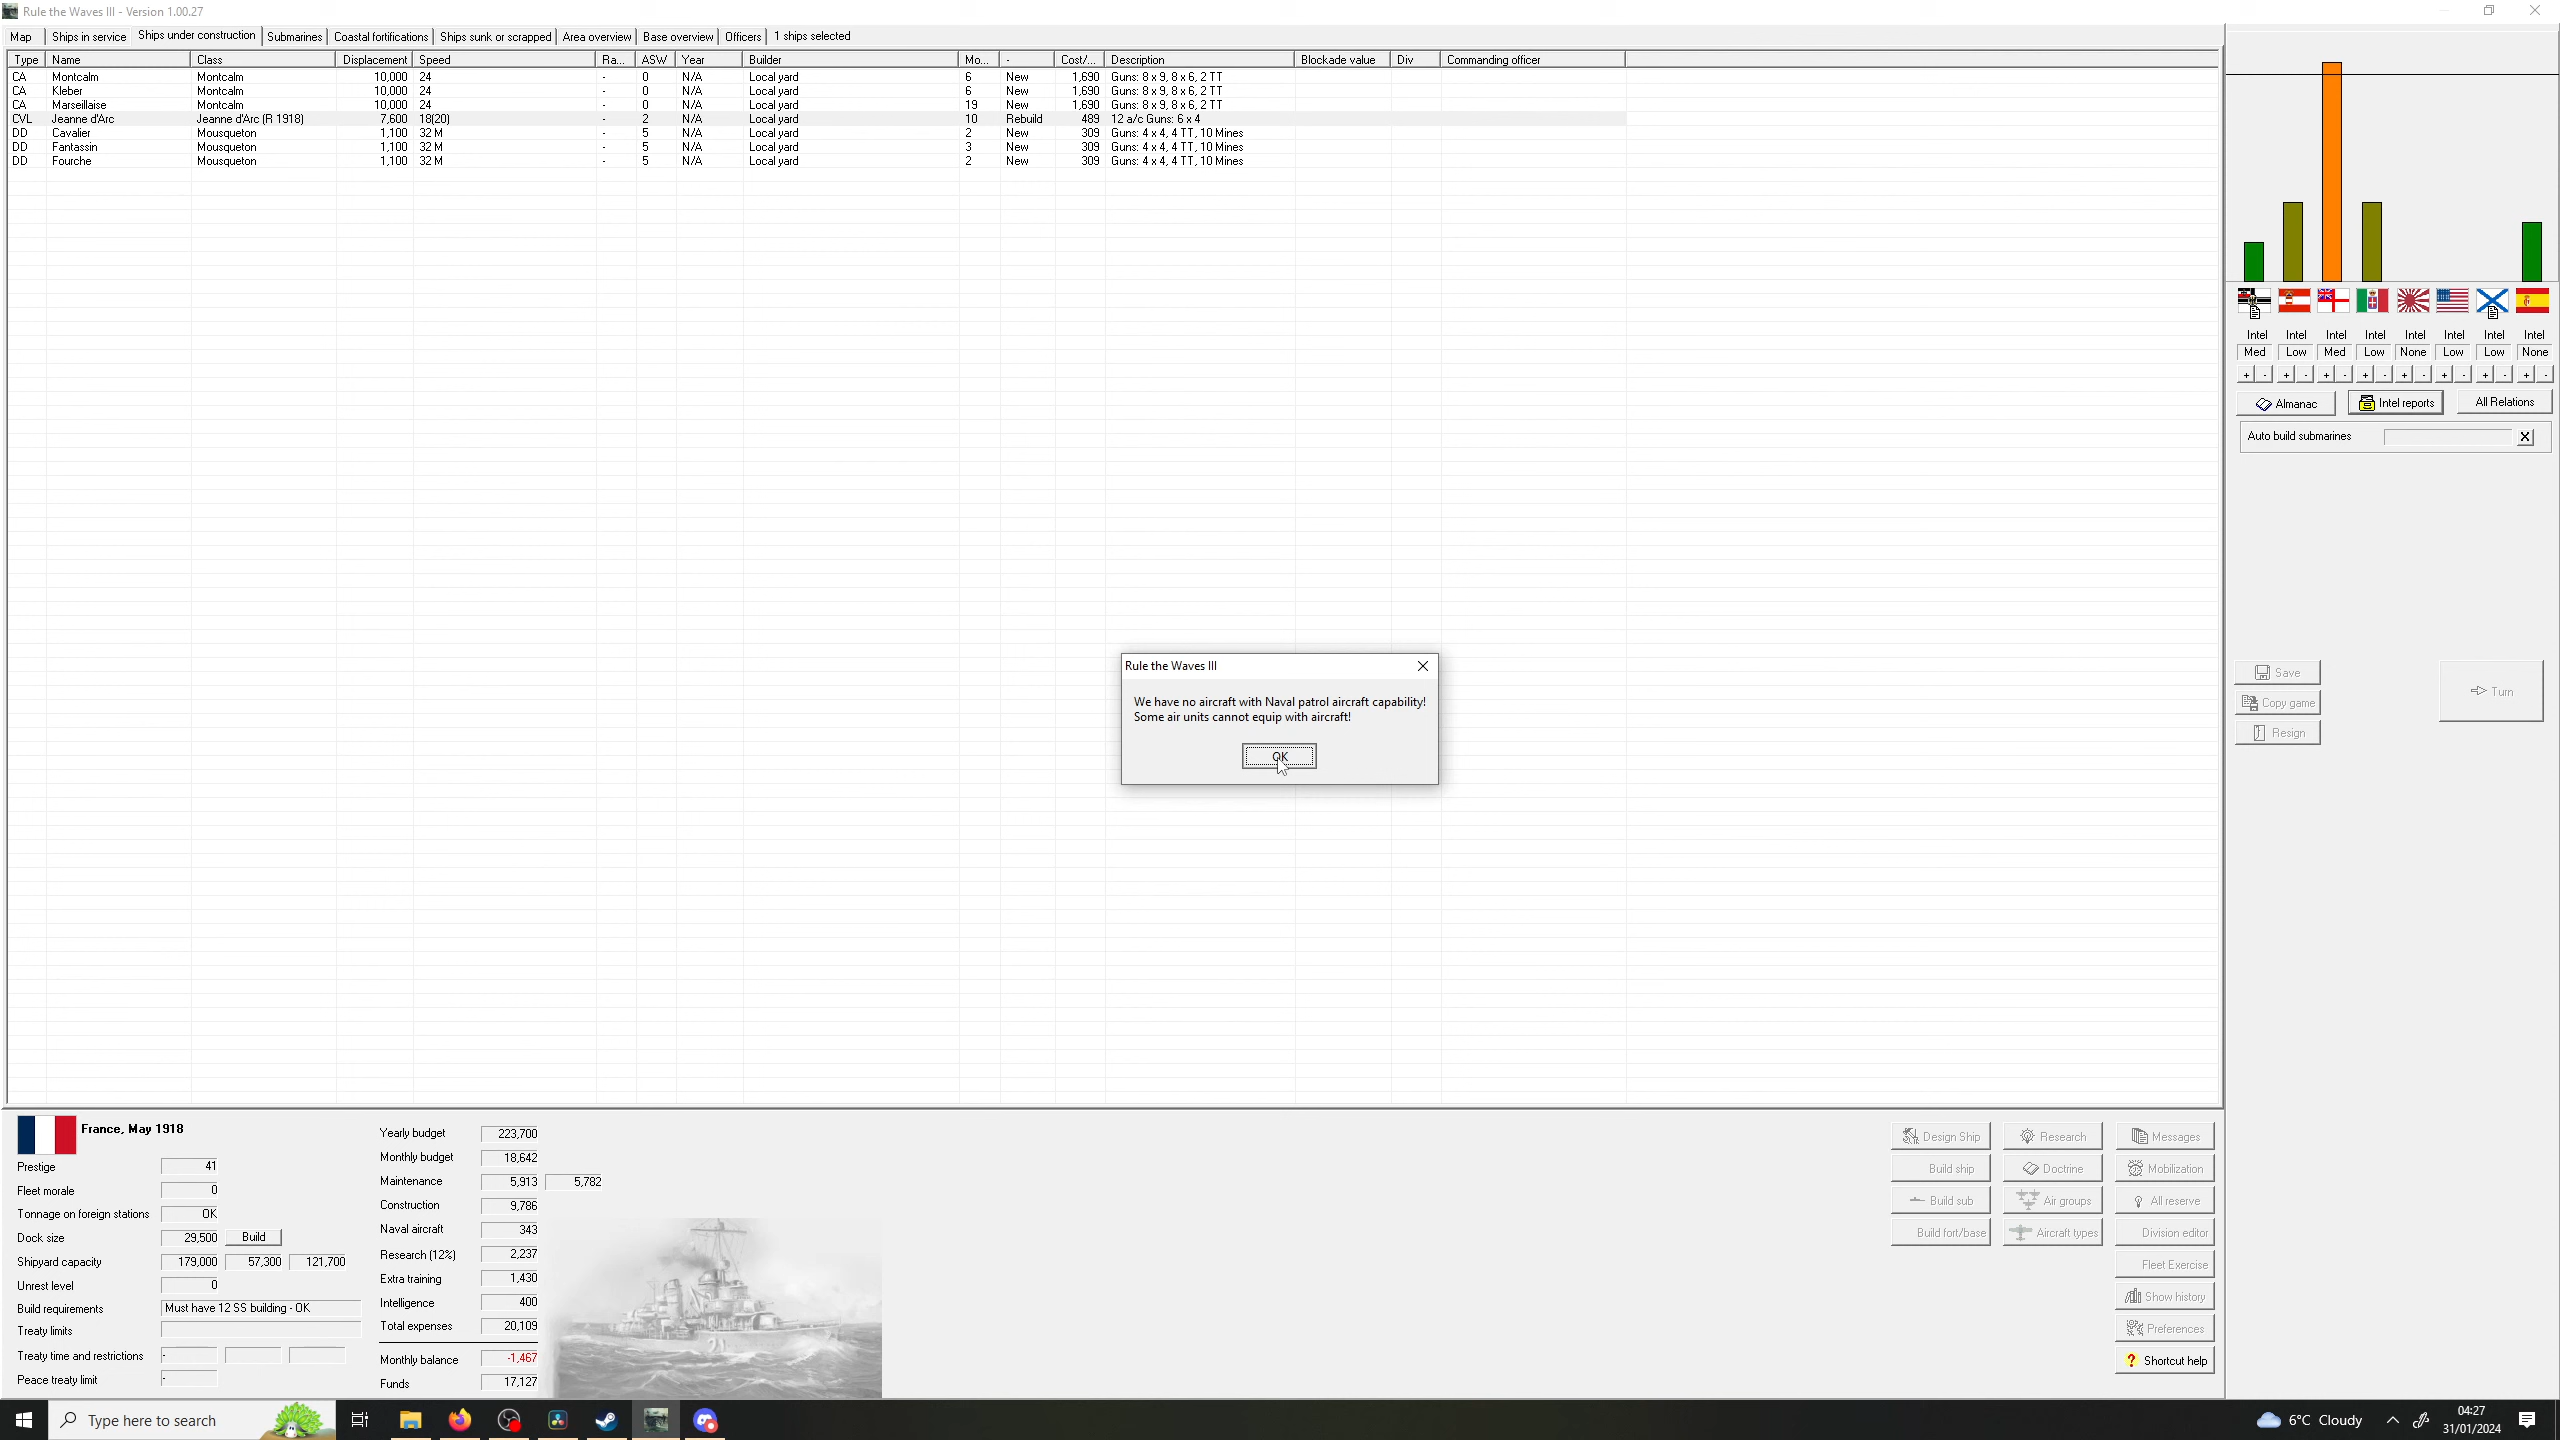 Rule the Waves III - Version 1.00.27
Map Ships in service Ships under construction Submarines Coastal fortifications Ships sunk or scrapped Area overview Base overview Officers 1 ships selected
Type Name Class Displacement Speed Ra... ASW Year Builder Mo... - Cost/... Description Blockade value Div Commanding officer
CA Montcalm Montcalm 10,000 24 - 0 N/A Local yard 6 New 1,690 Guns: 8 x 9, 8 x 6, 2 TT
CA Kleber Montcalm 10,000 24 - 0 N/A Local yard 6 New 1,690 Guns: 8 x 9, 8 x 6, 2 TT
CA Marseillaise Montcalm 10,000 24 - 0 N/A Local yard 19 New 1,690 Guns: 8 x 9, 8 x 6, 2 TT
CVL Jeanne d'Arc Jeanne d'Arc (R 1918) 7,600 18(20) - 2 N/A Local yard 10 Rebuild 489 12 a/c Guns: 6 x 4
DD Cavalier Mousqueton 1,100 32 M - 5 N/A Local yard 2 New 309 Guns: 4 x 4, 4 TT, 10 Mines
DD Fantassin Mousqueton 1,100 32 M - 5 N/A Local yard 3 New 309 Guns: 4 x 4, 4 TT, 10 Mines
DD Fourche Mousqueton 1,100 32 M - 5 N/A Local yard 2 New 309 Guns: 4 x 4, 4 TT, 10 Mines
Intel Intel Intel Intel Intel Intel Intel Intel
Med Low Med Low None Low Low None
+ - + - + - + - + - + - + - + -
Almanac Intel reports All Relations
Auto build submarines X
Rule the Waves III
We have no aircraft with Naval patrol aircraft capability!
Some air units cannot equip with aircraft!
OK
Save
Turn
Copy game
Resign
France, May 1918
Prestige 41
Fleet morale 0
Tonnage on foreign stations OK
Dock size 29,500 Build
Shipyard capacity 179,000 57,300 121,700
Unrest level 0
Build requirements Must have 12 SS building - OK
Treaty limits
Treaty time and restrictions -
Peace treaty limit -
Yearly budget 223,700
Monthly budget 18,642
Maintenance 5,913 5,782
Construction 9,786
Naval aircraft 343
Research (12%) 2,237
Extra training 1,430
Intelligence 400
Total expenses 20,109
Monthly balance -1,467
Funds 17,127
Design Ship Research Messages
Build ship Doctrine Mobilization
Build sub Air groups All reserve
Build fort/base Aircraft types Division editor
Fleet Exercise
Show history
Preferences
? Shortcut help
Type here to search
6°C Cloudy
04:27
31/01/2024